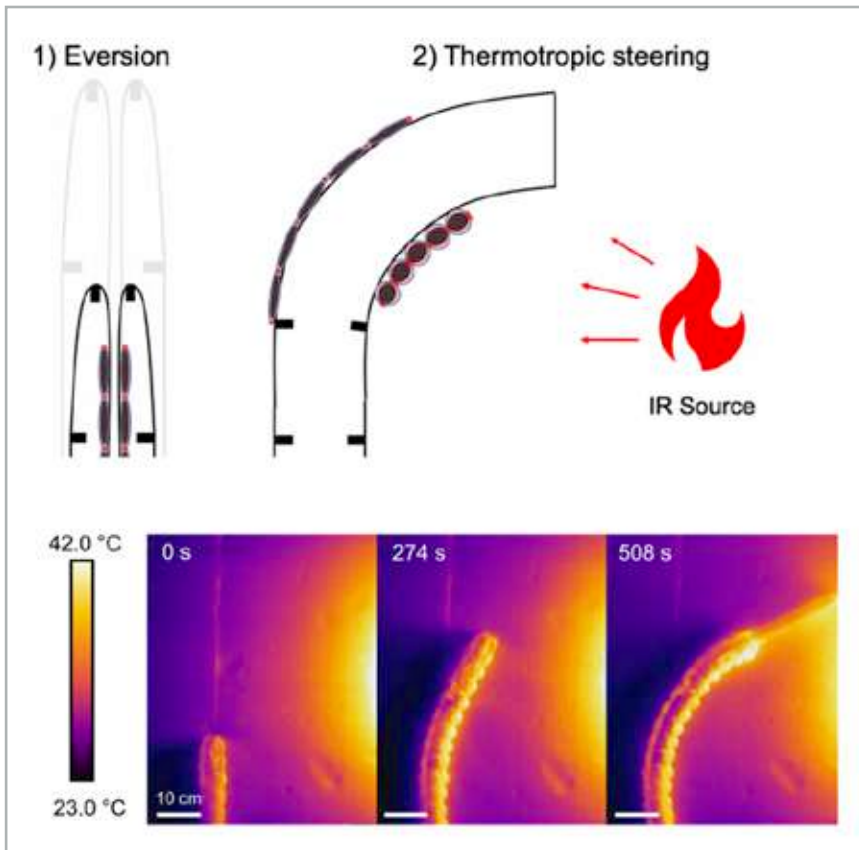 1) Eversion
2) Thermotropic steering
IR Source
42.0 °C
23.0 °C
0 s
274 s
508 s
10 cm